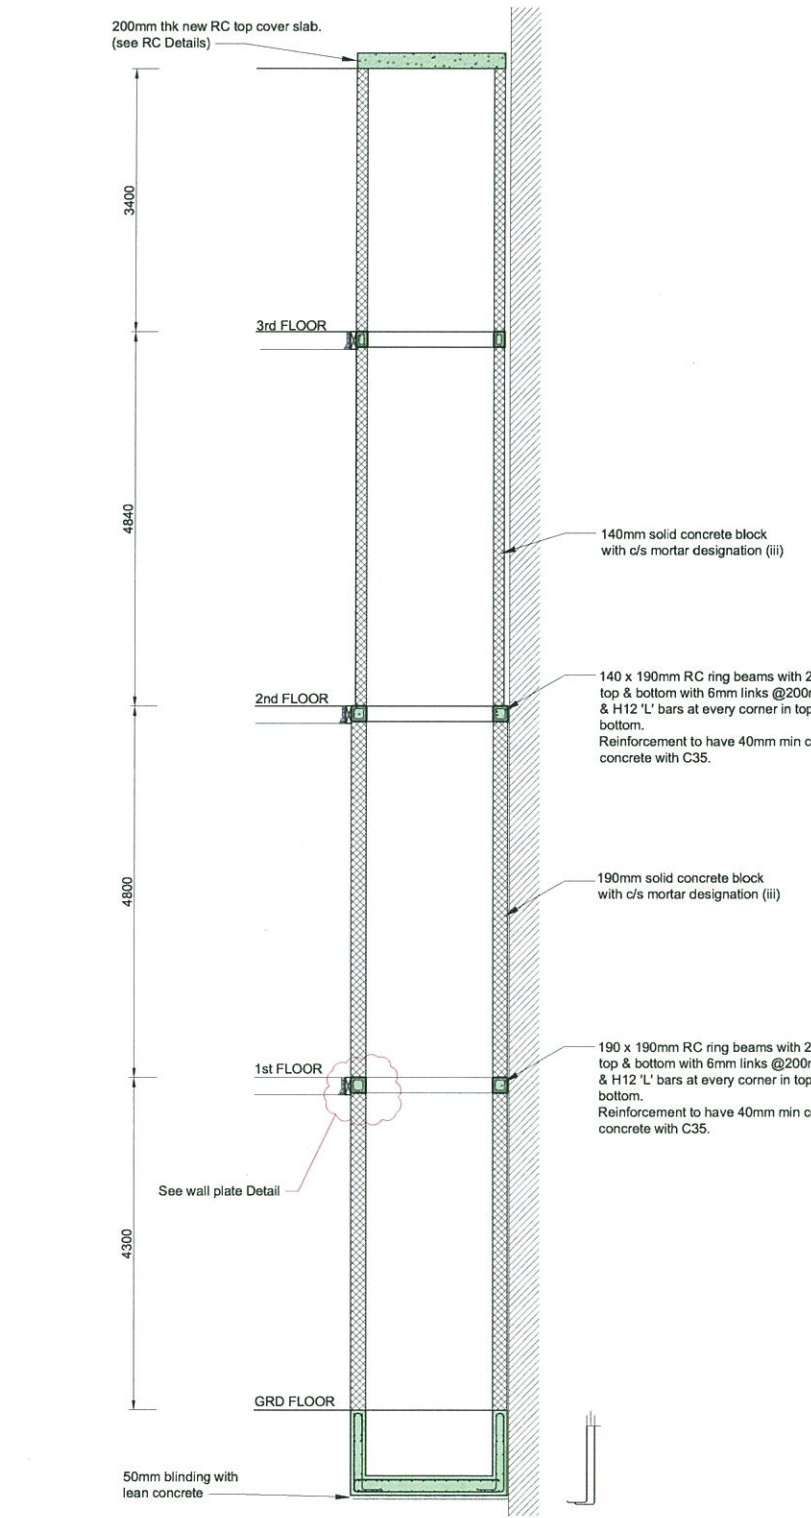 200mm thk new RC top cover slab.
(see RC Details)
3400
3rd FLOOR
4840
140mm solid concrete block
with c/s mortar designation (iii)
2nd FLOOR
140 x 190mm RC ring beams with 2
top & bottom with 6mm links @200
& H12 'L' bars at every corner in top
bottom.
Reinforcement to have 40mm min
concrete with C35.
4800
190mm solid concrete block
with c/s mortar designation (iii)
1st FLOOR
190 x 190mm RC ring beams with 2
top & bottom with 6mm links @200
& H12 'L' bars at every corner in top
bottom.
Reinforcement to have 40mm min
concrete with C35.
See wall plate Detail
4300
GRD FLOOR
50mm blinding with
lean concrete